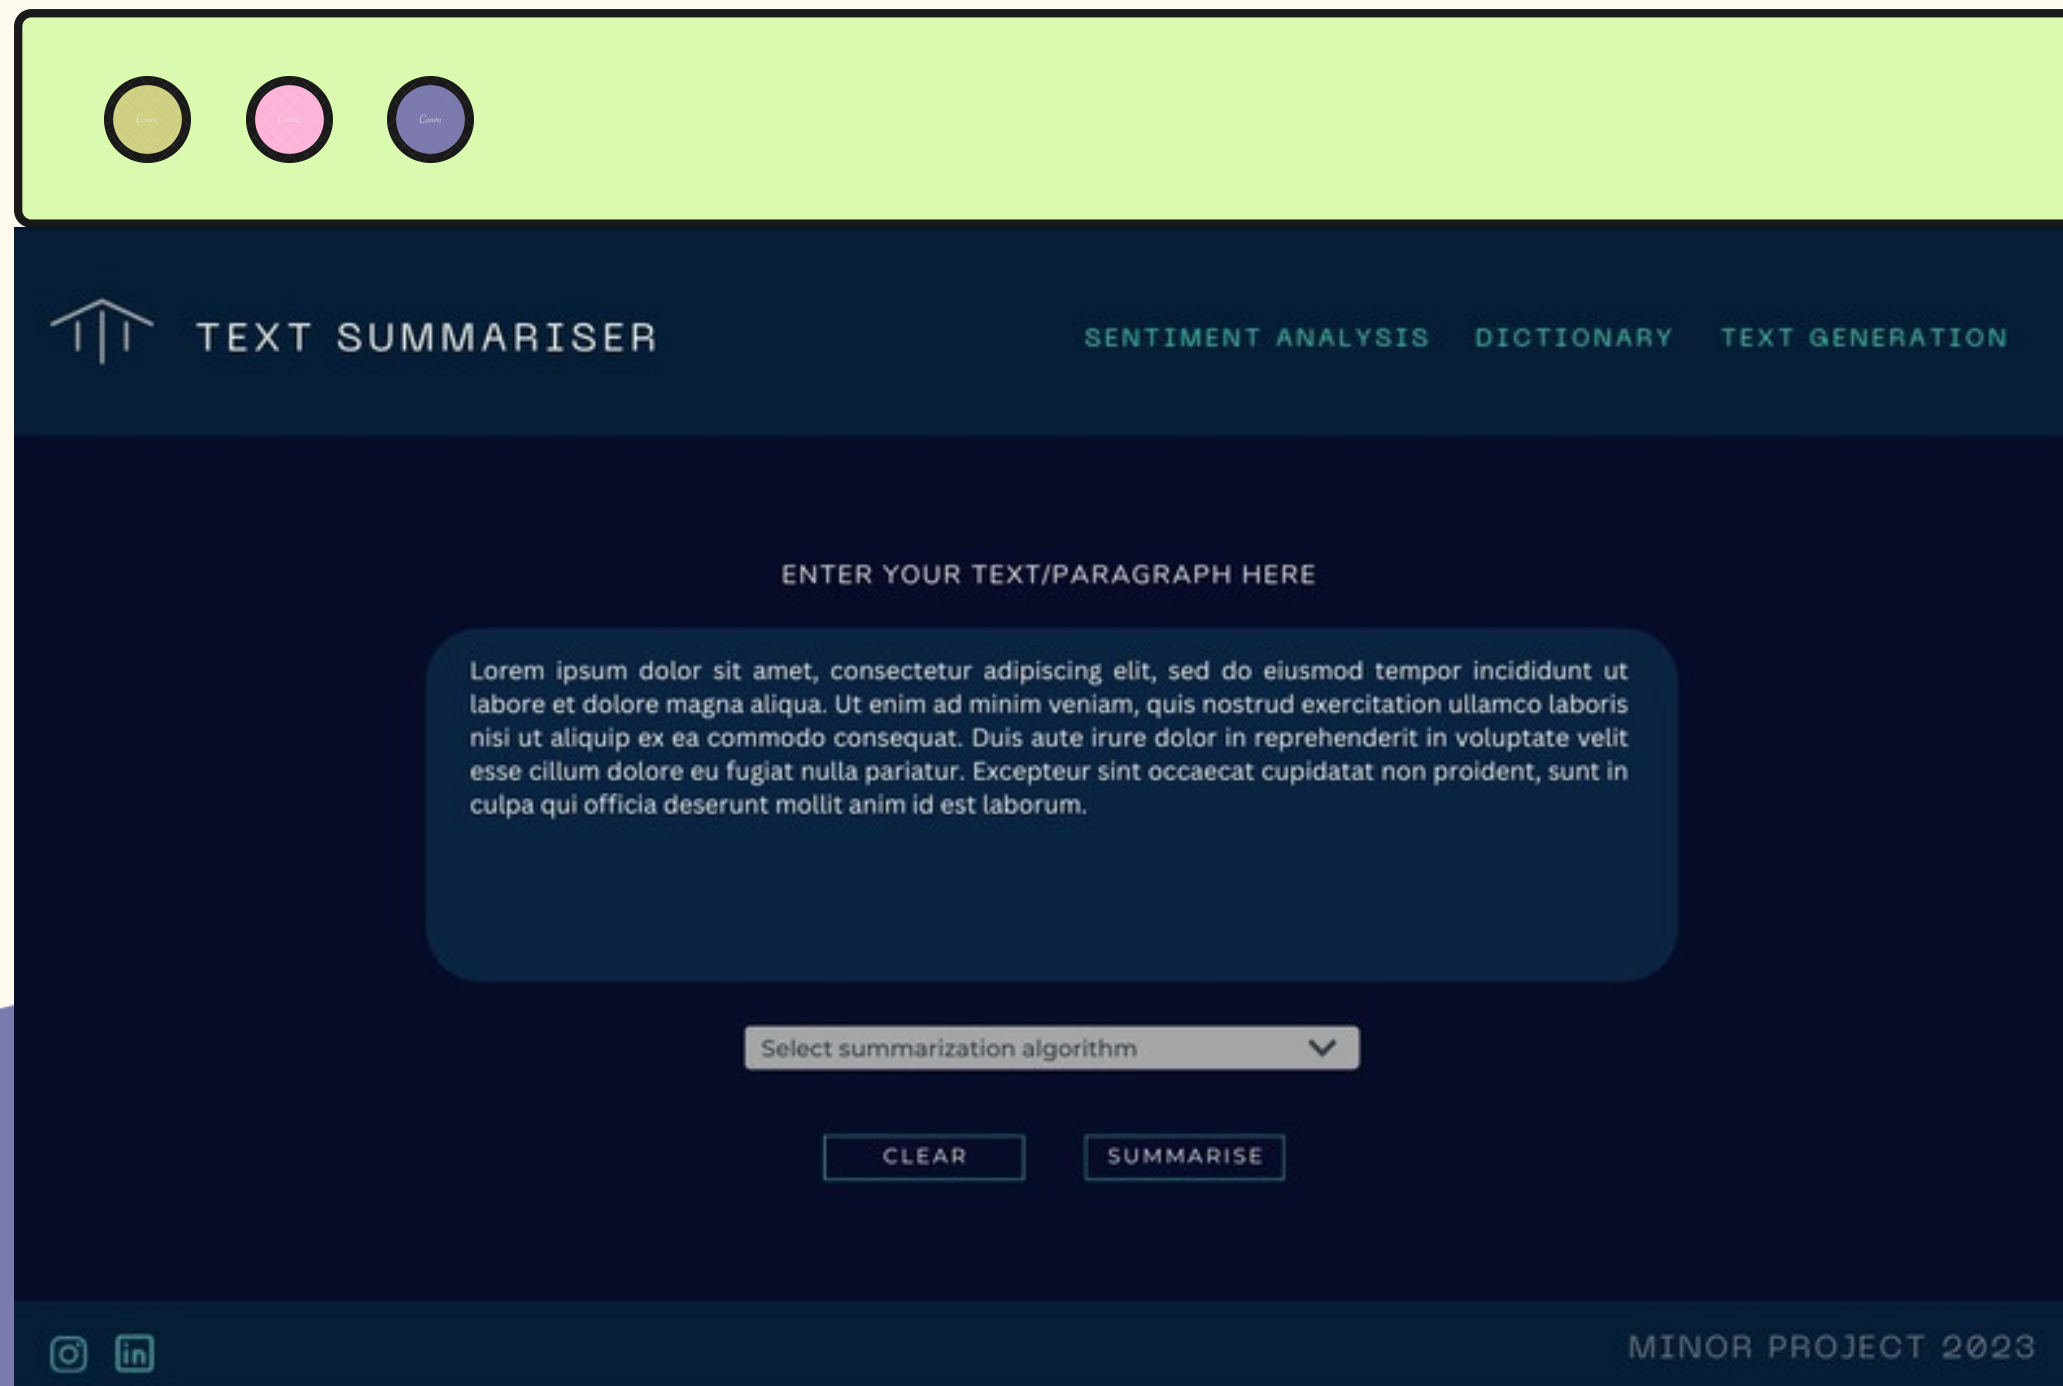 Canva Canva Canva
TEXT SUMMARISER
SENTIMENT ANALYSIS DICTIONARY TEXT GENERATION
ENTER YOUR TEXT/PARAGRAPH HERE
Lorem ipsum dolor sit amet, consectetur adipiscing elit, sed do eiusmod tempor incididunt ut
labore et dolore magna aliqua. Ut enim ad minim veniam, quis nostrud exercitation ullamco laboris
nisi ut aliquip ex ea commodo consequat. Duis aute irure dolor in reprehenderit in voluptate velit
esse cillum dolore eu fugiat nulla pariatur. Excepteur sint occaecat cupidatat non proident, sunt in
culpa qui officia deserunt mollit anim id est laborum.
Select summarization algorithm
CLEAR SUMMARISE
in
MINOR PROJECT 2023